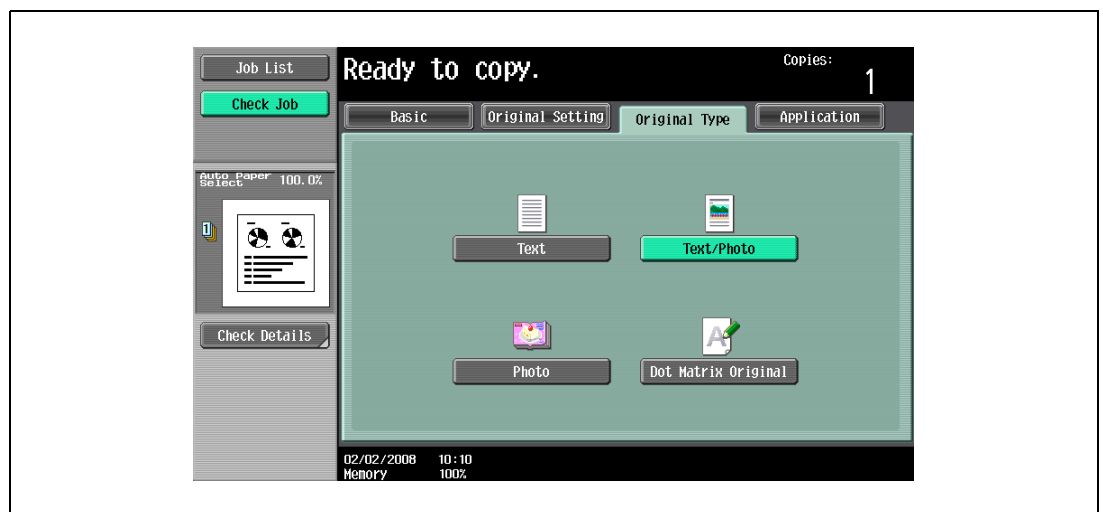 Job List
Check Job
Ready to copy.
Copies:
1
Basic
Original Setting
Original Type
Application
Auto Paper
Select
100.0%
1
Text
Text/Photo
Check Details
Photo
Dot Matrix Original
02/02/2008 10:10
Memory 100%